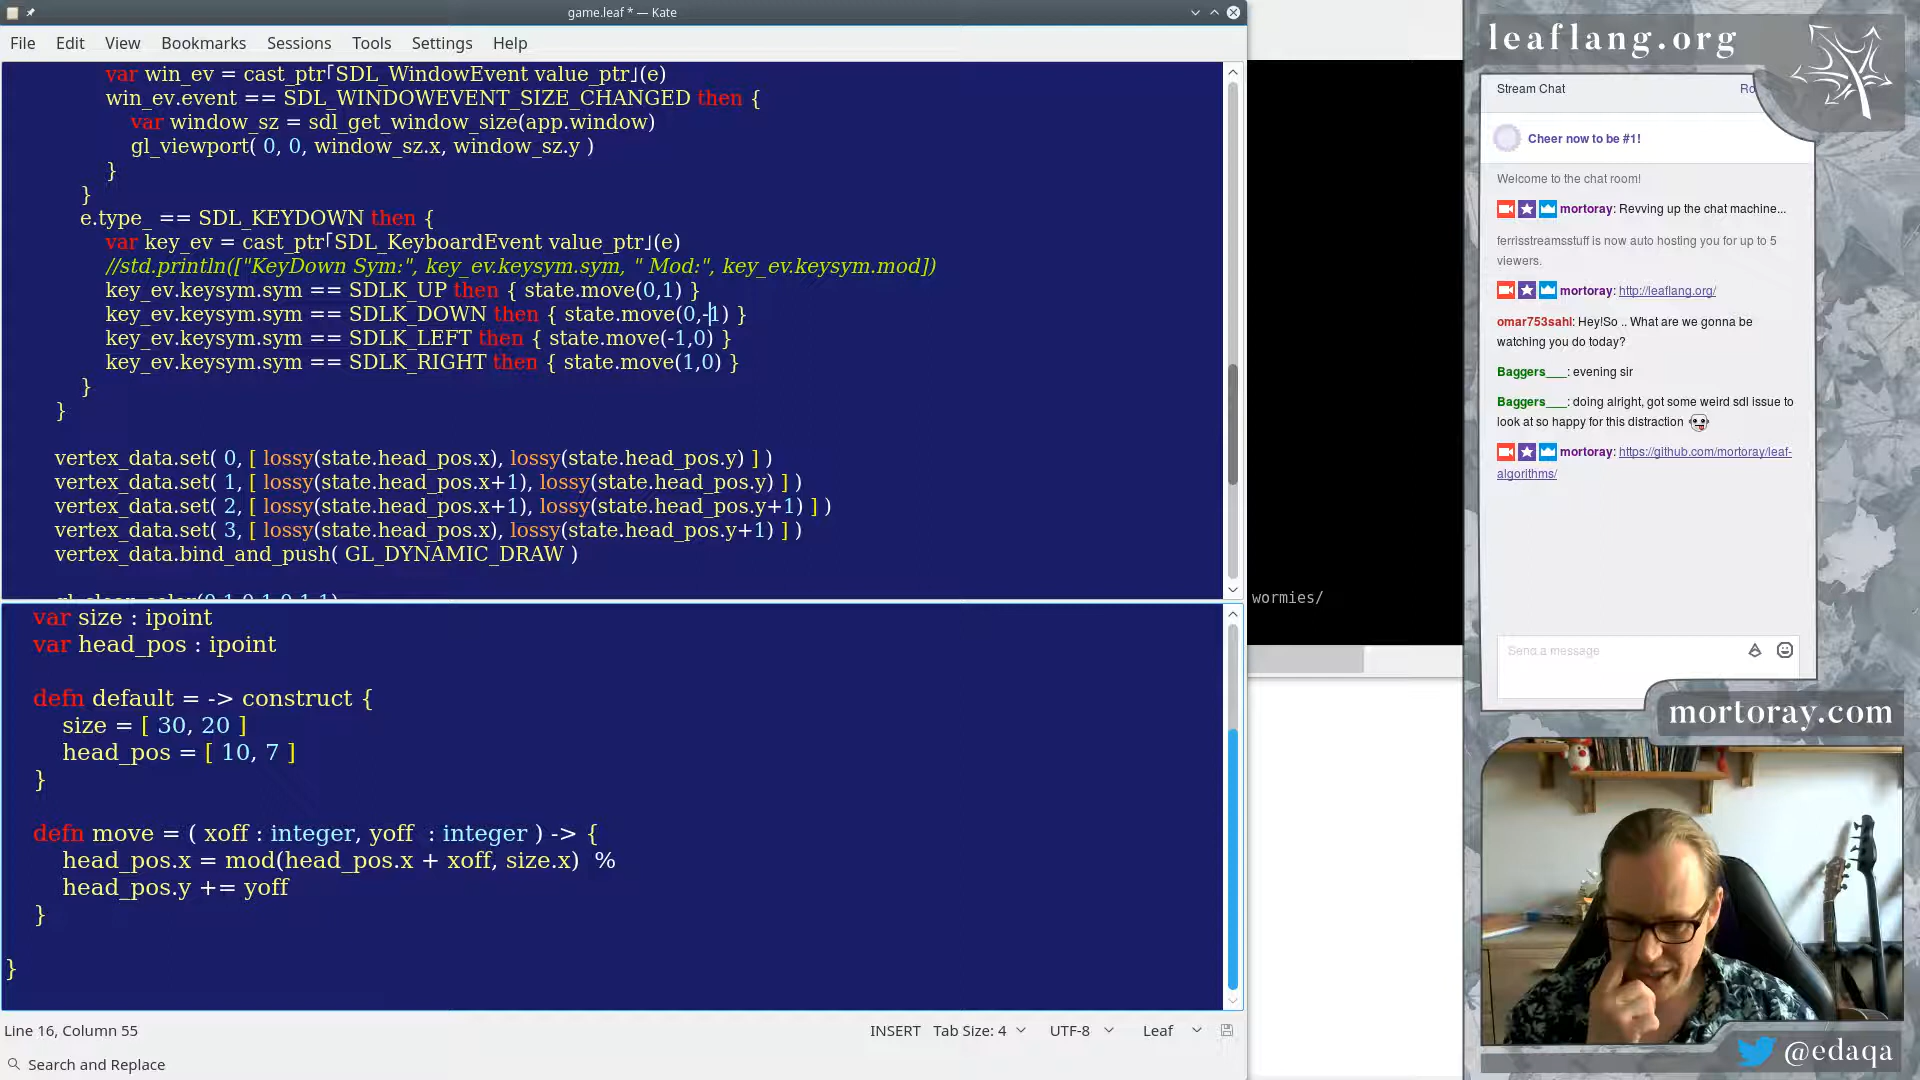 game.leaf * — Kate
File Edit View Bookmarks Sessions Tools Settings Help
var win_ev = cast_ptr「SDL_WindowEvent value_ptr」(e)
win_ev.event == SDL_WINDOWEVENT_SIZE_CHANGED then {
var window_sz = sdl_get_window_size(app.window)
gl_viewport( 0, 0, window_sz.x, window_sz.y )
}
}
e.type_ == SDL_KEYDOWN then {
var key_ev = cast_ptr「SDL_KeyboardEvent value_ptr」(e)
//std.println(["KeyDown Sym:", key_ev.keysym.sym, " Mod:", key_ev.keysym.mod])
key_ev.keysym.sym == SDLK_UP then { state.move(0,1) }
key_ev.keysym.sym == SDLK_DOWN then { state.move(0,-1) }
key_ev.keysym.sym == SDLK_LEFT then { state.move(-1,0) }
key_ev.keysym.sym == SDLK_RIGHT then { state.move(1,0) }
}
}
vertex_data.set( 0, [ lossy(state.head_pos.x), lossy(state.head_pos.y) ] )
vertex_data.set( 1, [ lossy(state.head_pos.x+1), lossy(state.head_pos.y) ] )
vertex_data.set( 2, [ lossy(state.head_pos.x+1), lossy(state.head_pos.y+1) ] )
vertex_data.set( 3, [ lossy(state.head_pos.x), lossy(state.head_pos.y+1) ] )
vertex_data.bind_and_push( GL_DYNAMIC_DRAW )
var size : ipoint
var head_pos : ipoint
defn default = -> construct {
size = [ 30, 20 ]
head_pos = [ 10, 7 ]
}
defn move = ( xoff : integer, yoff  : integer ) -> {
head_pos.x = mod(head_pos.x + xoff, size.x)  %
head_pos.y += yoff
}
}
Line 16, Column 55
INSERT Tab Size: 4 UTF-8 Leaf
Search and Replace
wormies/
leaflang.org
Stream Chat
Ro
Cheer now to be #1!
Welcome to the chat room!
mortoray: Revving up the chat machine...
ferrisstreamsstuff is now auto hosting you for up to 5
viewers.
mortoray: http://leaflang.org/
omar753sahl: Hey!So .. What are we gonna be
watching you do today?
Baggers___: evening sir
Baggers___: doing alright, got some weird sdl issue to
look at so happy for this distraction
mortoray: https://github.com/mortoray/leaf-
algorithms/
Send a message
mortoray.com
@edaqa